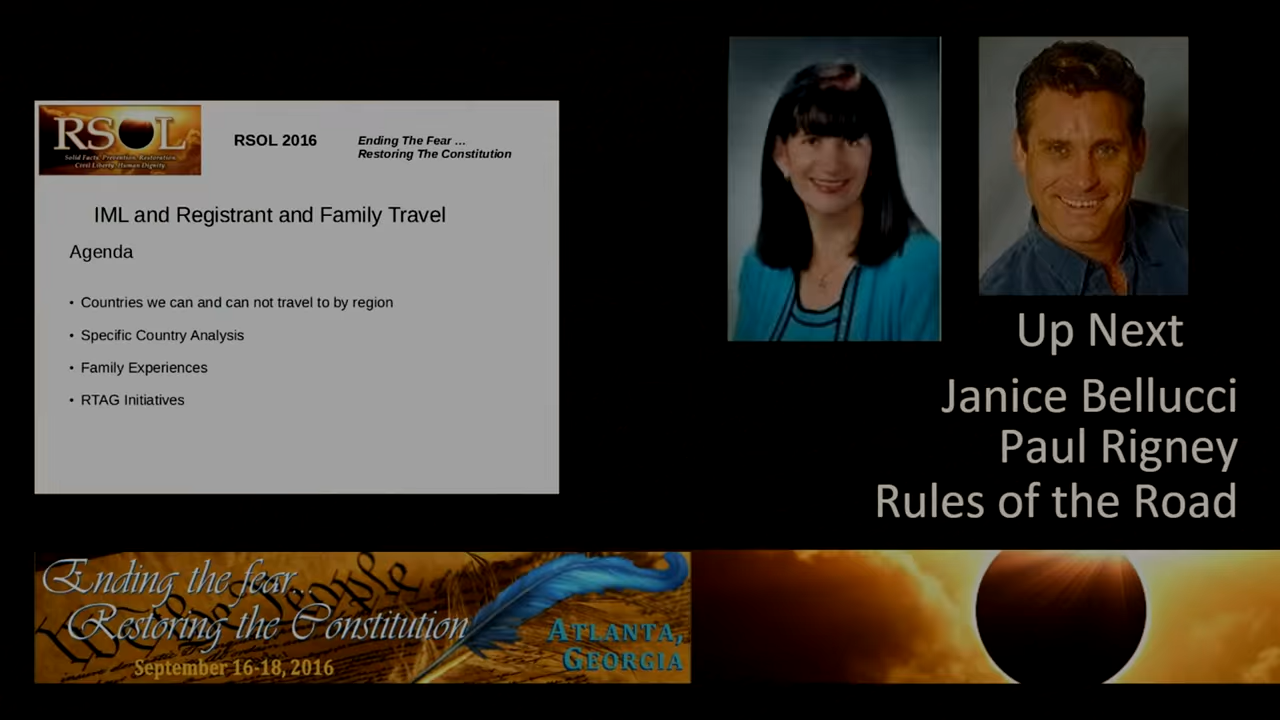 RSOL
Solid Facts, Prevention, Restoration,
Civil Liberty, Human Dignity
RSOL 2016
Ending The Fear ...
Restoring The Constitution
IML and Registrant and Family Travel
Agenda
• Countries we can and can not travel to by region
• Specific Country Analysis
• Family Experiences
• RTAG Initiatives
Up Next
Janice Bellucci
Paul Rigney
Rules of the Road
We the People
Ending the fear...
Restoring the Constitution
September 16-18, 2016
ATLANTA,
GEORGIA